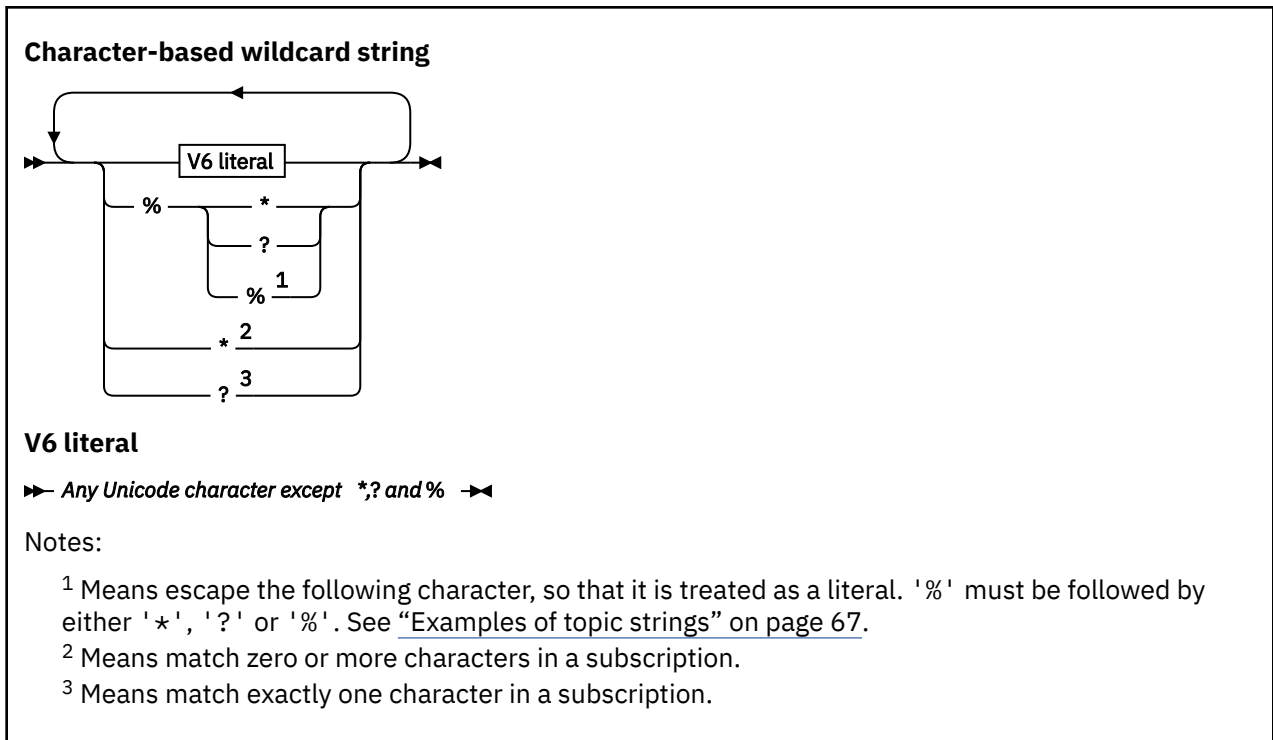 Character-based wildcard string
V6 literal
% *
?
% 1
* 2
? 3
V6 literal
Any Unicode character except *,? and %
Notes:
1 Means escape the following character, so that it is treated as a literal. '%' must be followed by
either '*', '?' or '%'. See “Examples of topic strings” on page 67.
2 Means match zero or more characters in a subscription.
3 Means match exactly one character in a subscription.